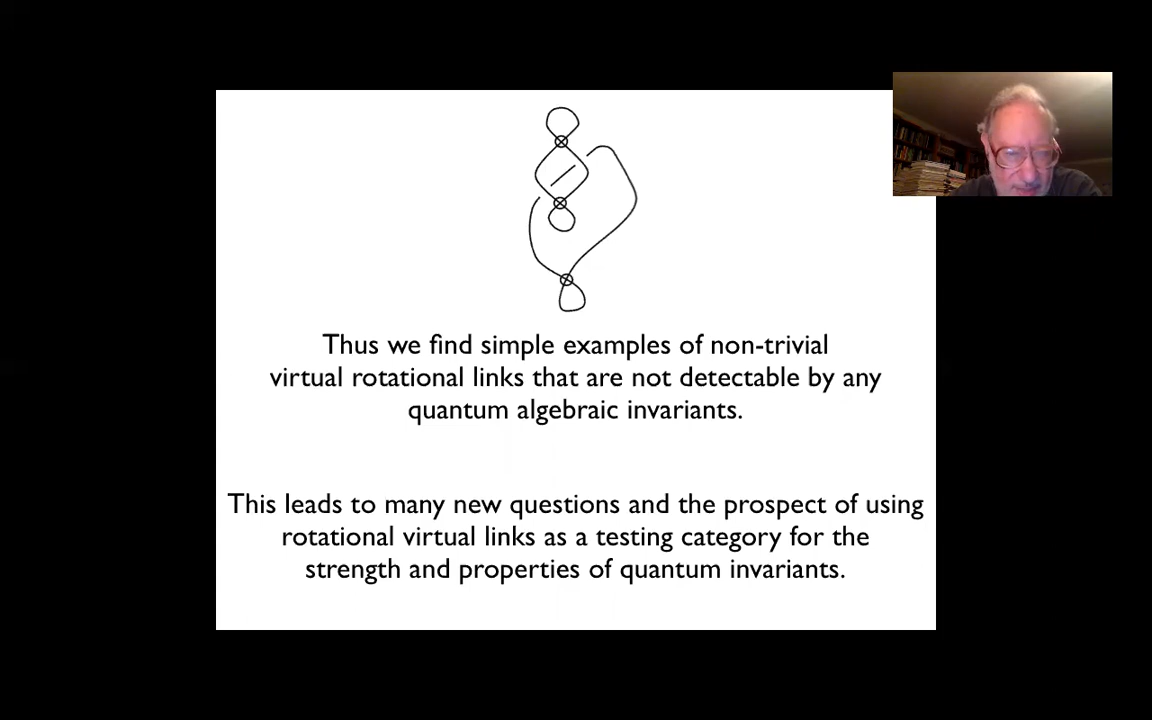 Thus we find simple examples of non-trivial
virtual rotational links that are not detectable by any
quantum algebraic invariants.
This leads to many new questions and the prospect of using
rotational virtual links as a testing category for the
strength and properties of quantum invariants.